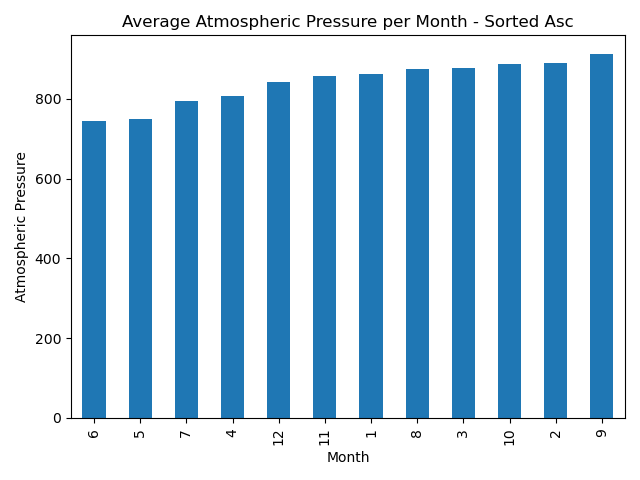 Average Atmospheric Pressure per Month - Sorted Asc
800
600
400
200
0
Atmospheric Pressure
6 5 7 4 12 11 1 8 3 10 2 9
Month